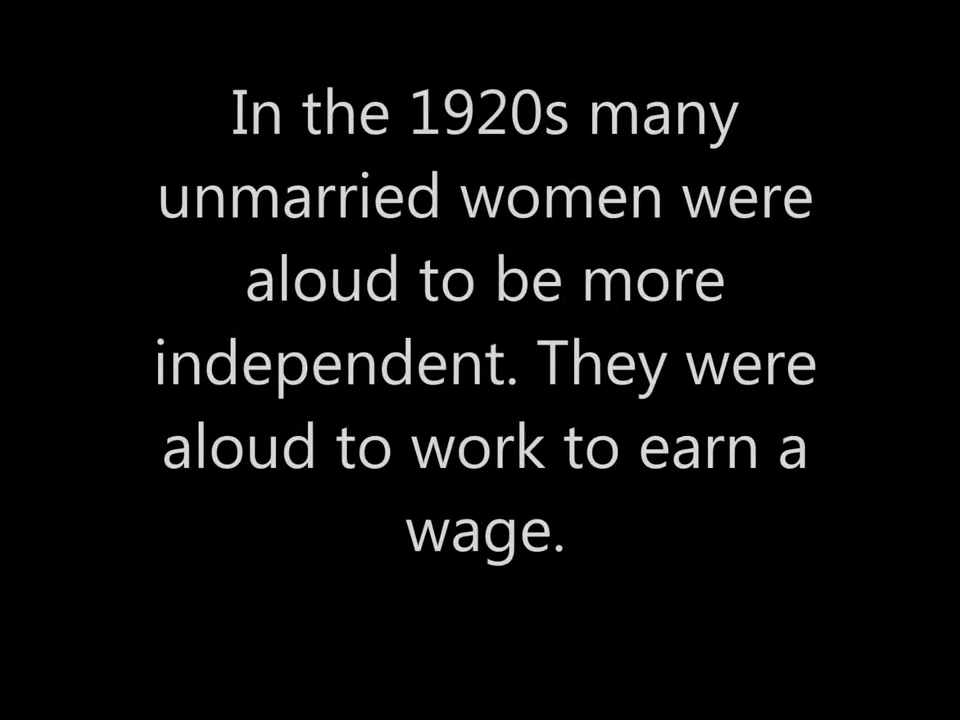 In the 1920s many
unmarried women were
aloud to be more
independent. They were
aloud to work to earn a
wage.